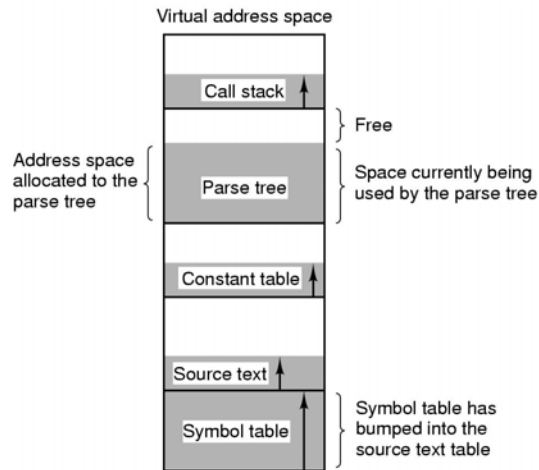 Virtual address space
Call stack
Free
Address space
allocated to the
parse tree
Parse tree
Space currently being
used by the parse tree
Constant table
Source text
Symbol table
Symbol table has
bumped into the
source text table